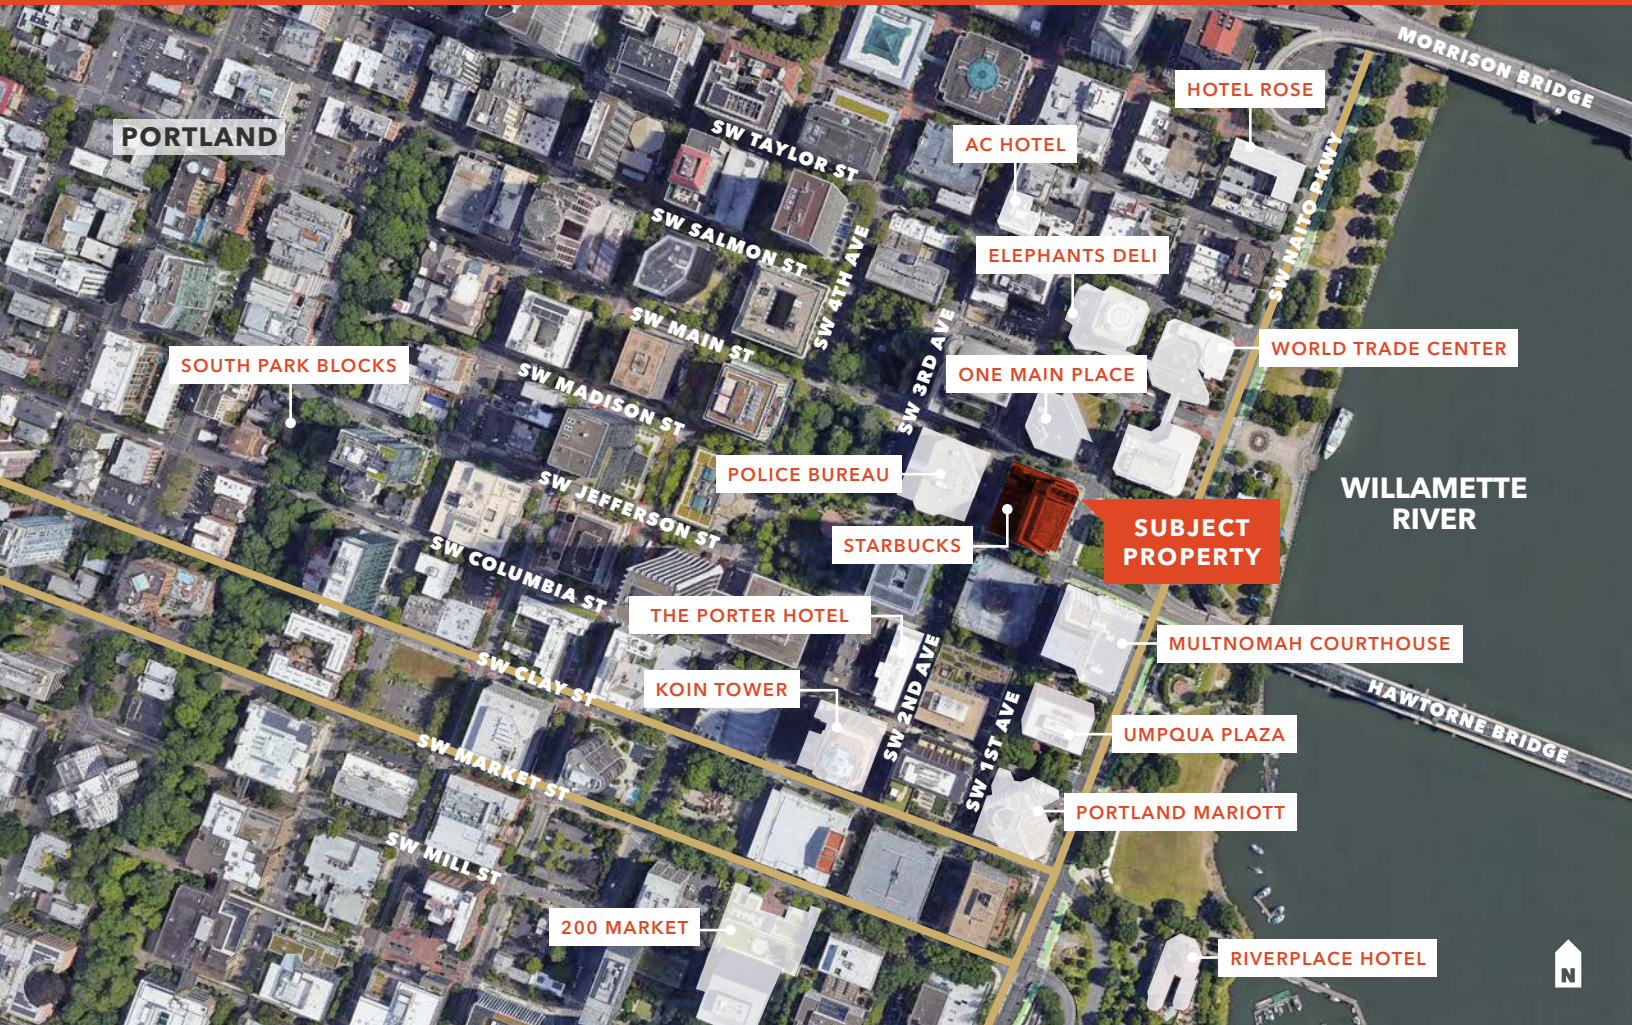 MORRISON BRIDGE
HOTEL ROSE
PORTLAND
SW TAYLOR ST
AC HOTEL
SW NAITO PKWY
SW SALMON ST
SW 4TH AVE
ELEPHANTS DELI
SW MAIN ST
SW 3RD AVE
WORLD TRADE CENTER
SOUTH PARK BLOCKS
SW MADISON ST
ONE MAIN PLACE
POLICE BUREAU
WILLAMETTE
RIVER
SW JEFFERSON ST
STARBUCKS
SUBJECT
PROPERTY
SW COLUMBIA ST
THE PORTER HOTEL
MULTNOMAH COURTHOUSE
SW CLAY ST
KOIN TOWER
SW 2ND AVE
HAWTORNE BRIDGE
SW MARKET ST
SW 1ST AVE
UMPQUA PLAZA
PORTLAND MARIOTT
SW MILL ST
200 MARKET
RIVERPLACE HOTEL
N